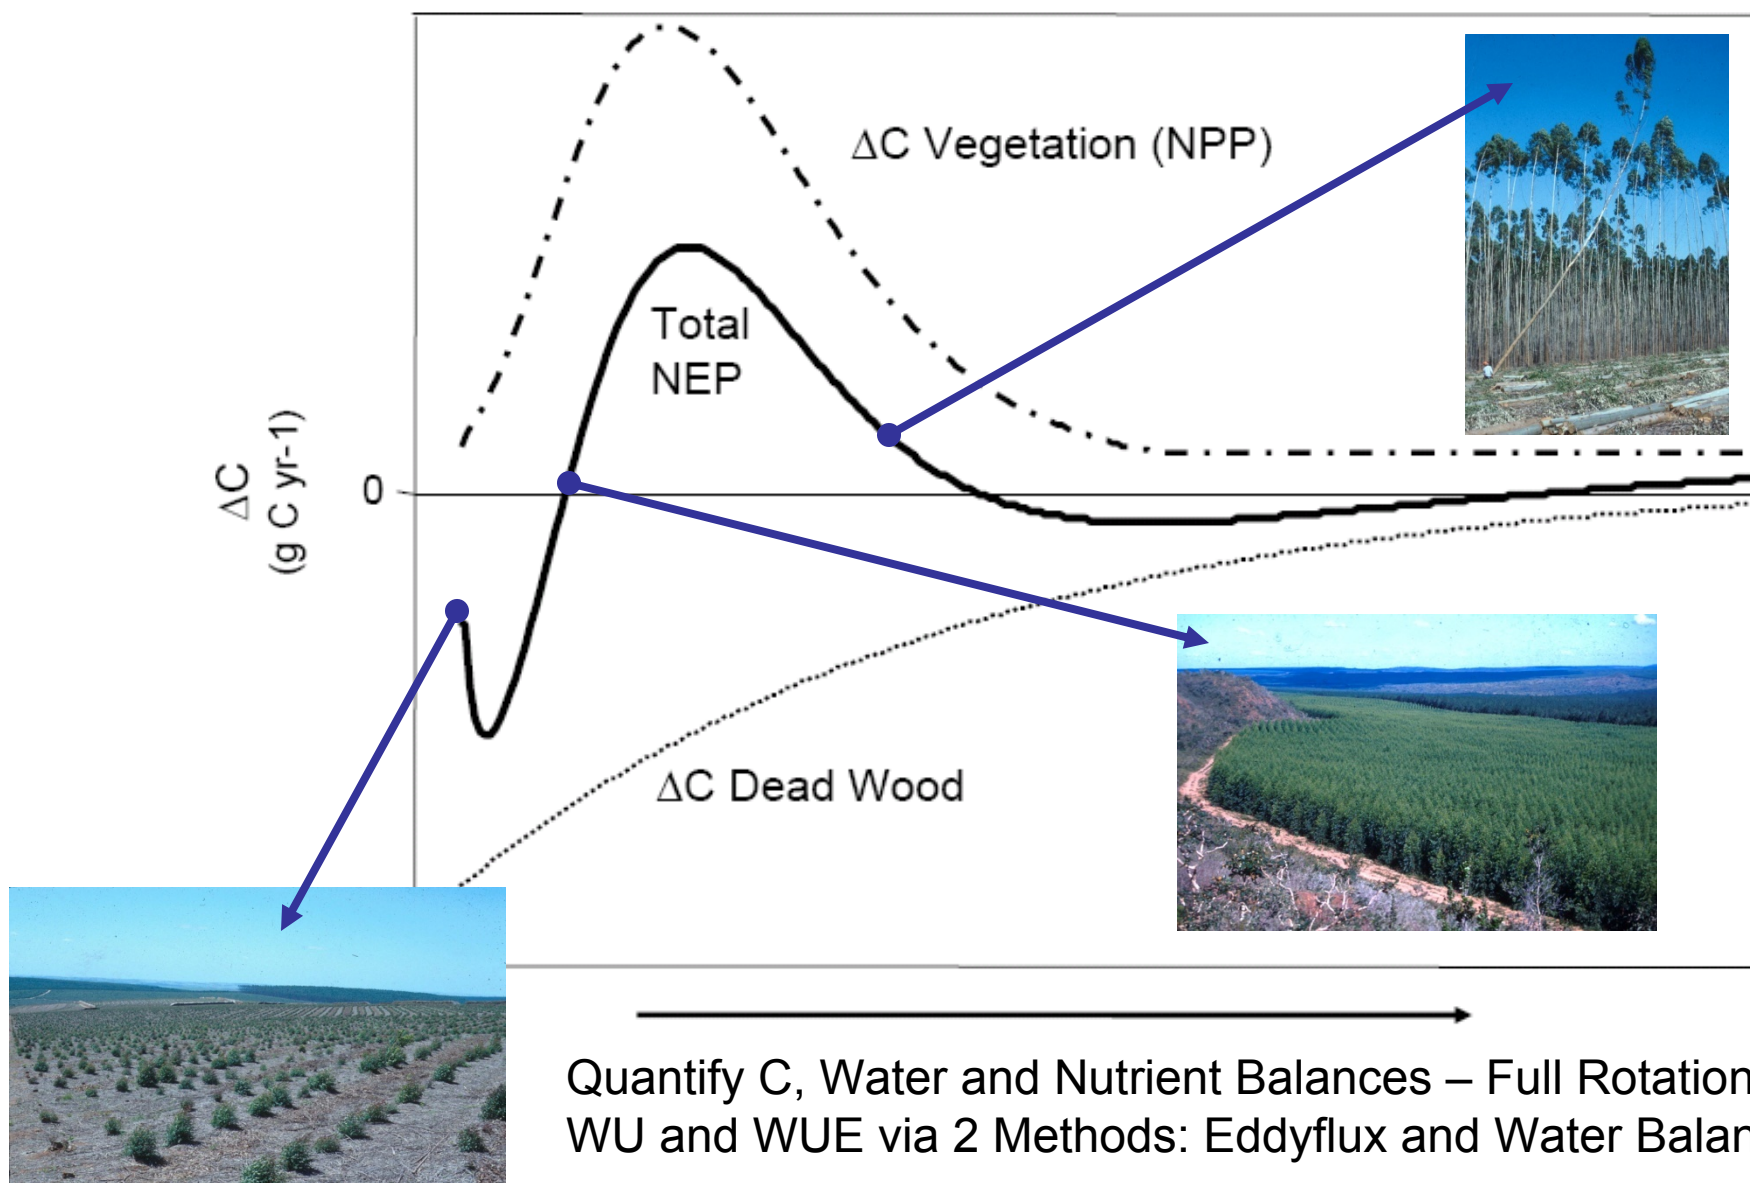 ΔC Vegetation (NPP)
Total
NEP
ΔC
(g C yr-1)
0
ΔC Dead Wood
Quantify C, Water and Nutrient Balances – Full Rotation
WU and WUE via 2 Methods: Eddyflux and Water Balan